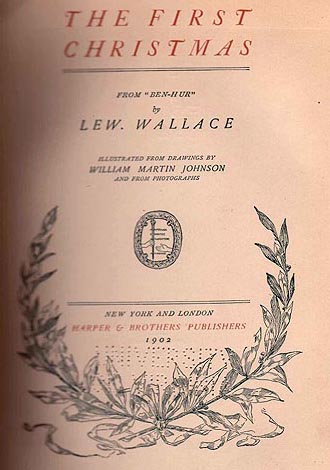 THE FIRST
CHRISTMAS
FROM "BEN-HUR"
by
LEW. WALLACE
ILLUSTRATED FROM DRAWINGS BY
WILLIAM MARTIN JOHNSON
AND FROM PHOTOGRAPHS
NEW YORK AND LONDON
HARPER & BROTHERS PUBLISHERS
1902